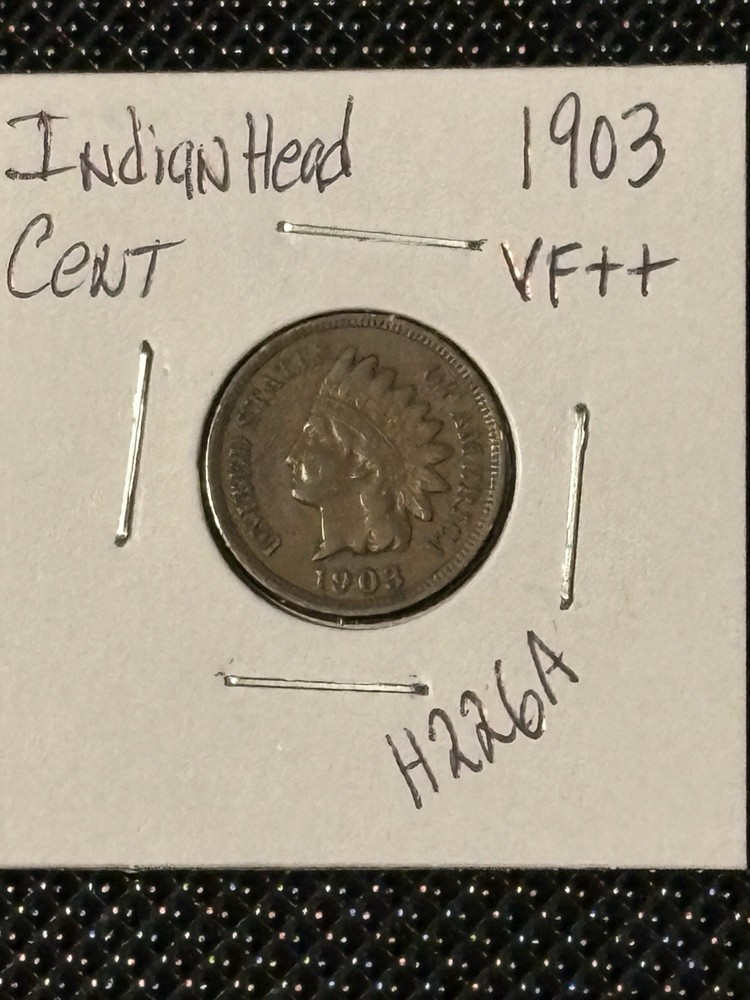 Indian Head 1903
Cent VF++
UNITED STATES OF AMERICA
1903
H226A